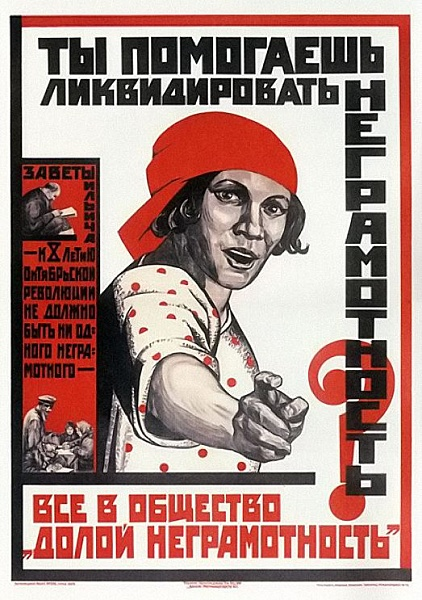 ТЫ ПОМОГАЕШЬ
ЛИКВИДИРОВАТЬ
НЕГРАМОТНОСТЬ
?
ЗАВЕТЫ
ИЛЬИЧА
— К X ЛЕТИЮ
ОКТЯБРЬСКОЙ
РЕВОЛЮЦИИ
НЕ ДОЛЖНО
БЫТЬ НИ ОД-
НОГО НЕГРА-
МОТНОГО —
ВСЕ В ОБЩЕСТВО
„ДОЛОЙ НЕГРАМОТНОСТЬ"